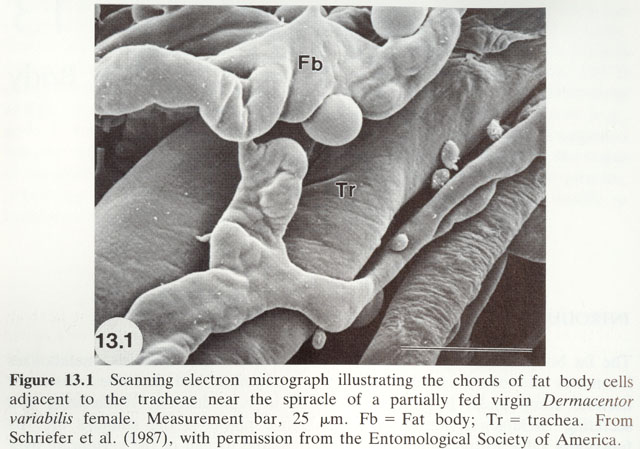 Fb
Tr
13.1
Figure 13.1 Scanning electron micrograph illustrating the chords of fat body cells
adjacent to the tracheae near the spiracle of a partially fed virgin Dermacentor
variabilis female. Measurement bar, 25 μm. Fb = Fat body; Tr = trachea. From
Schriefer et al. (1987), with permission from the Entomological Society of America.